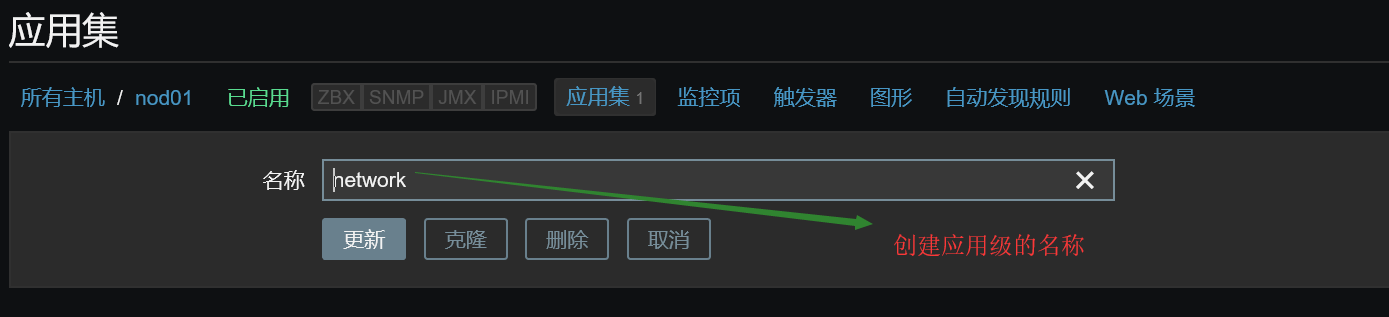 应用集
所有主机 / nod01 已启用 ZBX SNMP JMX IPMI 应用集 1 监控项 触发器 图形 自动发现规则 Web 场景
名称 network
更新 克隆 删除 取消
创建应用级的名称